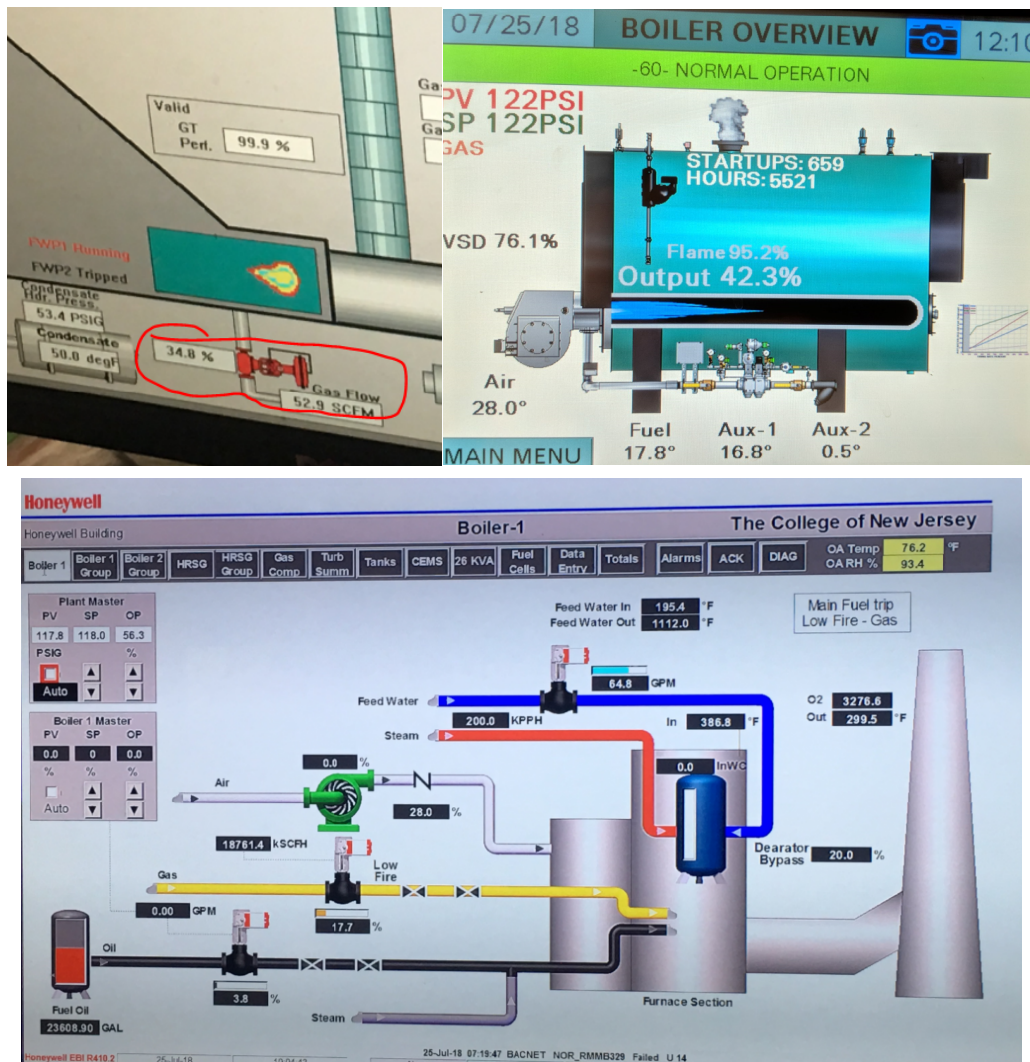 Valid
GT
Perf.
99.9 %
Ga
Ga
FWP1 Running
FWP2 Tripped
Condensate
Hdr. Press.
53.4 PSIG
Condensate
50.0 degF
34.8 %
Gas Flow
52.9 SCFM
07/25/18
BOILER OVERVIEW
12:10
-60- NORMAL OPERATION
PV 122PSI
SP 122PSI
GAS
STARTUPS: 659
HOURS: 5521
VSD 76.1%
Flame 95.2%
Output 42.3%
Air
28.0°
Fuel
17.8°
Aux-1
16.8°
Aux-2
0.5°
MAIN MENU
Honeywell
Honeywell Building
Boiler-1
The College of New Jersey
Boiler 1
Boiler 1 Group
Boiler 2 Group
HRSG
HRSG Group
Gas Comp
Turb Summ
Tanks
CEMS
26 KVA
Fuel Cells
Data Entry
Totals
Alarms
ACK
DIAG
OA Temp 76.2 °F
OA RH % 93.4
Plant Master
PV SP OP
117.8 118.0 56.3
PSIG %
Auto
Boiler 1 Master
PV SP OP
0.0 0 0.0
% % %
Auto
Feed Water In 195.4 °F
Feed Water Out 1112.0 °F
Main Fuel trip
Low Fire - Gas
64.8 GPM
Feed Water
200.0 KPPH
Steam
In 386.8 °F
O2 3276.6
Out 299.5 °F
0.0 %
Air
28.0 %
0.0 InWC
18761.4 kSCFH
Low
Fire
Gas
Dearator
Bypass
20.0 %
0.00 GPM
17.7 %
Oil
3.8 %
Fuel Oil
23608.90 GAL
Steam
Furnace Section
Honeywell EBI R410.2
25-Jul-18
25-Jul-18 07:19:47 BACNET NOR_RMMB329 Failed U 14